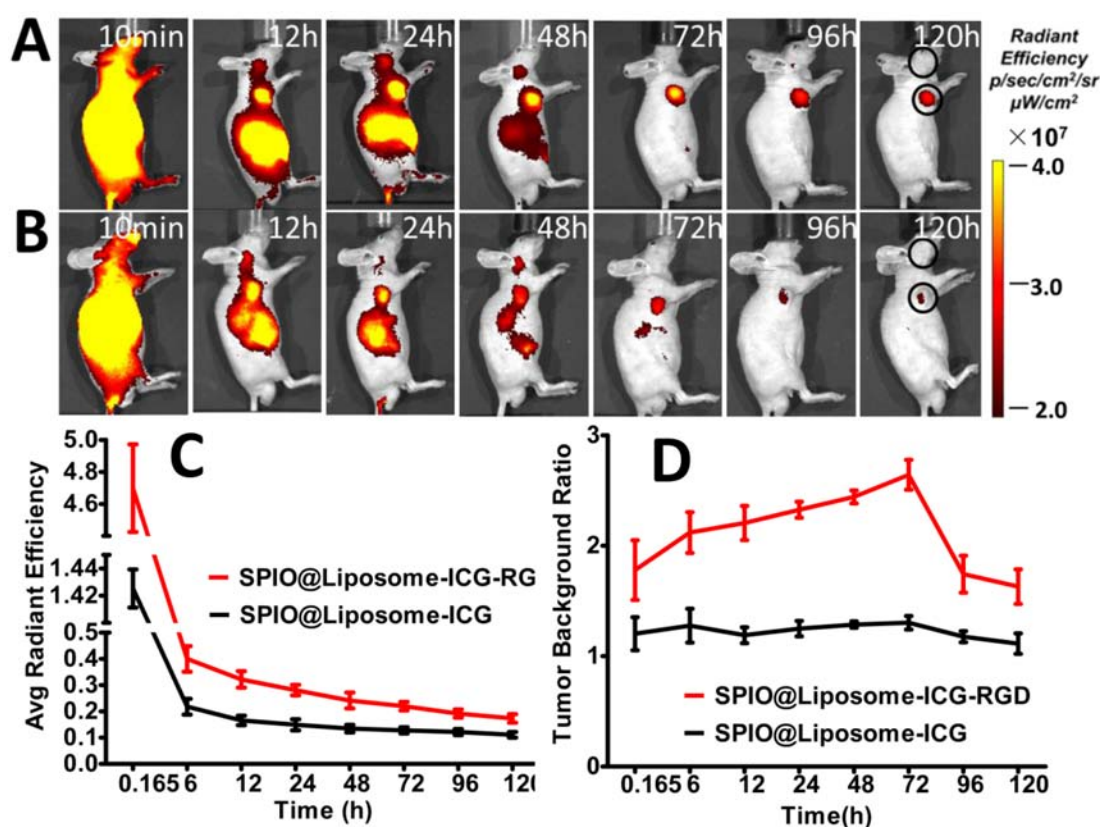 A
10min 12h 24h 48h 72h 96h 120h
Radiant
Efficiency
p/sec/cm²/sr
µW/cm²
×10⁷
4.0
3.0
2.0
B
10min 12h 24h 48h 72h 96h 120h
C
Avg Radiant Efficiency
5.0
4.8
4.6
1.44
1.42
0.5
0.4
0.3
0.2
0.1
0.0
SPIO@Liposome-ICG-RG
SPIO@Liposome-ICG
0.165 6 12 24 48 72 96 120
Time (h)
D
Tumor Background Ratio
3
2
1
0
SPIO@Liposome-ICG-RGD
SPIO@Liposome-ICG
0.165 6 12 24 48 72 96 120
Time(h)